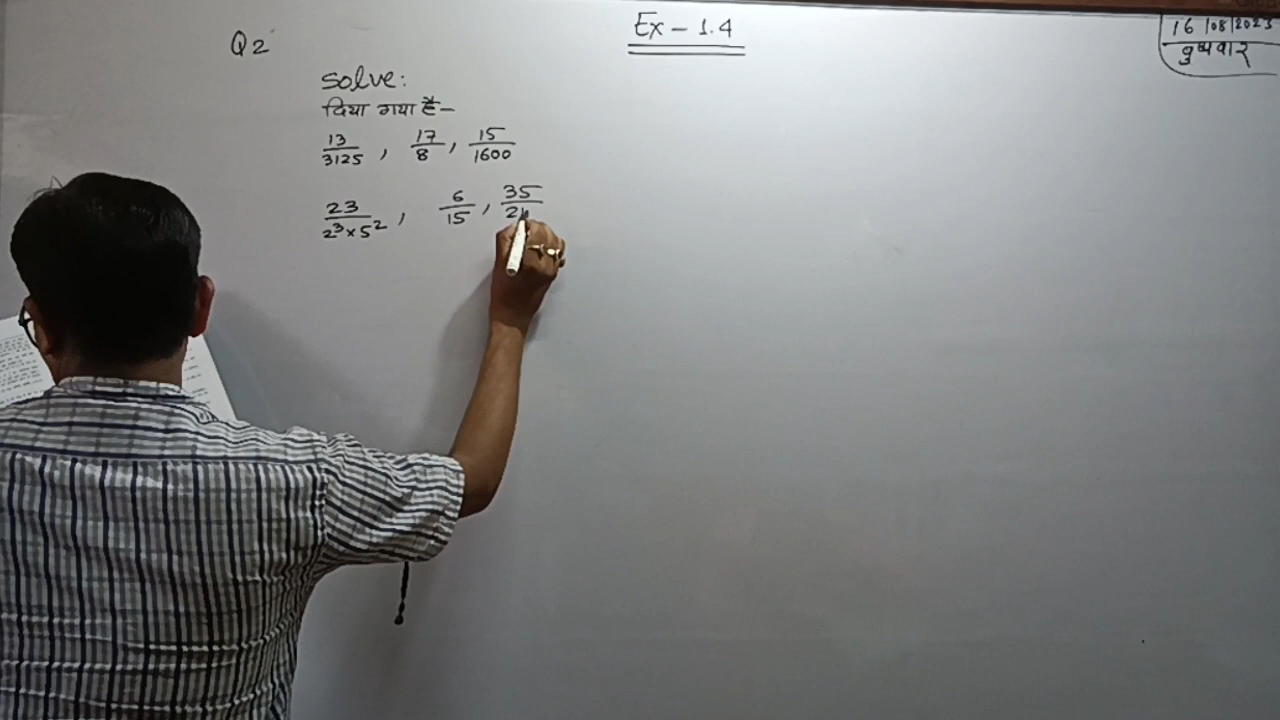 Ex - 1.4
16/08/2023
बुधवार
Q2
Solve:
दिया गया है-
13/3125 , 17/8 , 15/1600
23/2³×5² , 6/15 , 35/